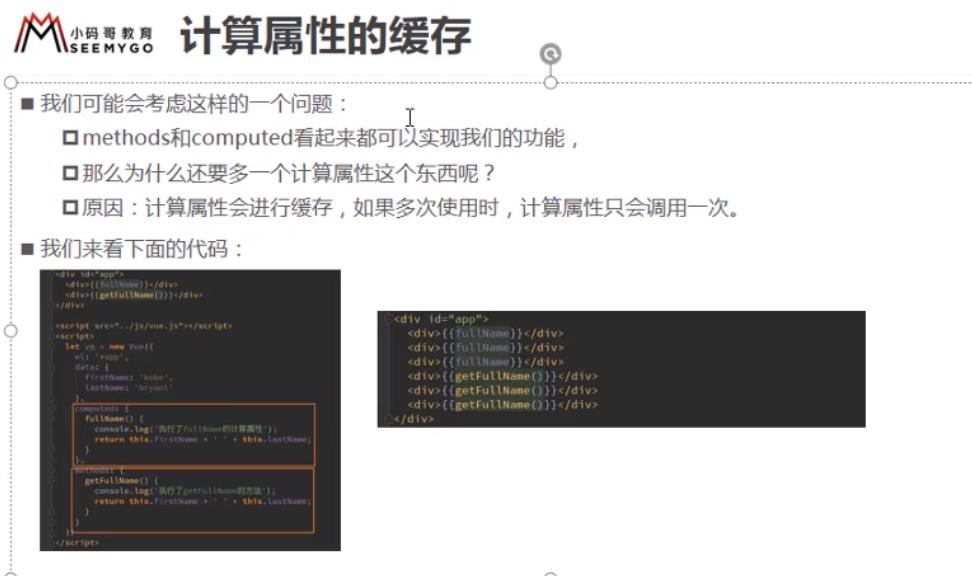 小码哥教育
SEEMYGO
计算属性的缓存
我们可能会考虑这样的一个问题：
methods和computed看起来都可以实现我们的功能，
那么为什么还要多一个计算属性这个东西呢？
原因：计算属性会进行缓存，如果多次使用时，计算属性只会调用一次。
我们来看下面的代码：
<div id="app">
<div>{{fullName}}</div>
<div>{{getFullName()}}</div>
</div>
<script src="../js/vue.js"></script>
<script>
let vm = new Vue({
el: '#app',
data: {
firstName: 'kobe',
lastName: 'bryant'
},
computed: {
fullName() {
console.log('执行了fullName的计算属性');
return this.firstName + ' ' + this.lastName;
}
},
methods: {
getFullName() {
console.log('执行了getFullName的方法');
return this.firstName + ' ' + this.lastName;
}
}
})
</script>
<div id="app">
<div>{{fullName}}</div>
<div>{{fullName}}</div>
<div>{{fullName}}</div>
<div>{{getFullName()}}</div>
<div>{{getFullName()}}</div>
<div>{{getFullName()}}</div>
</div>